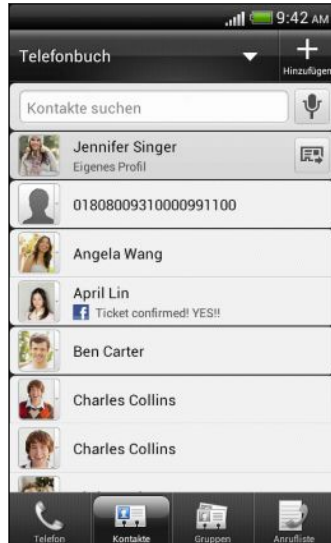 9:42 AM
Telefonbuch
Hinzufügen
Kontakte suchen
Jennifer Singer
Eigenes Profil
01808009310000991100
Angela Wang
April Lin
Ticket confirmed! YES!!
Ben Carter
Charles Collins
Charles Collins
Telefon
Kontakte
Gruppen
Anrufliste